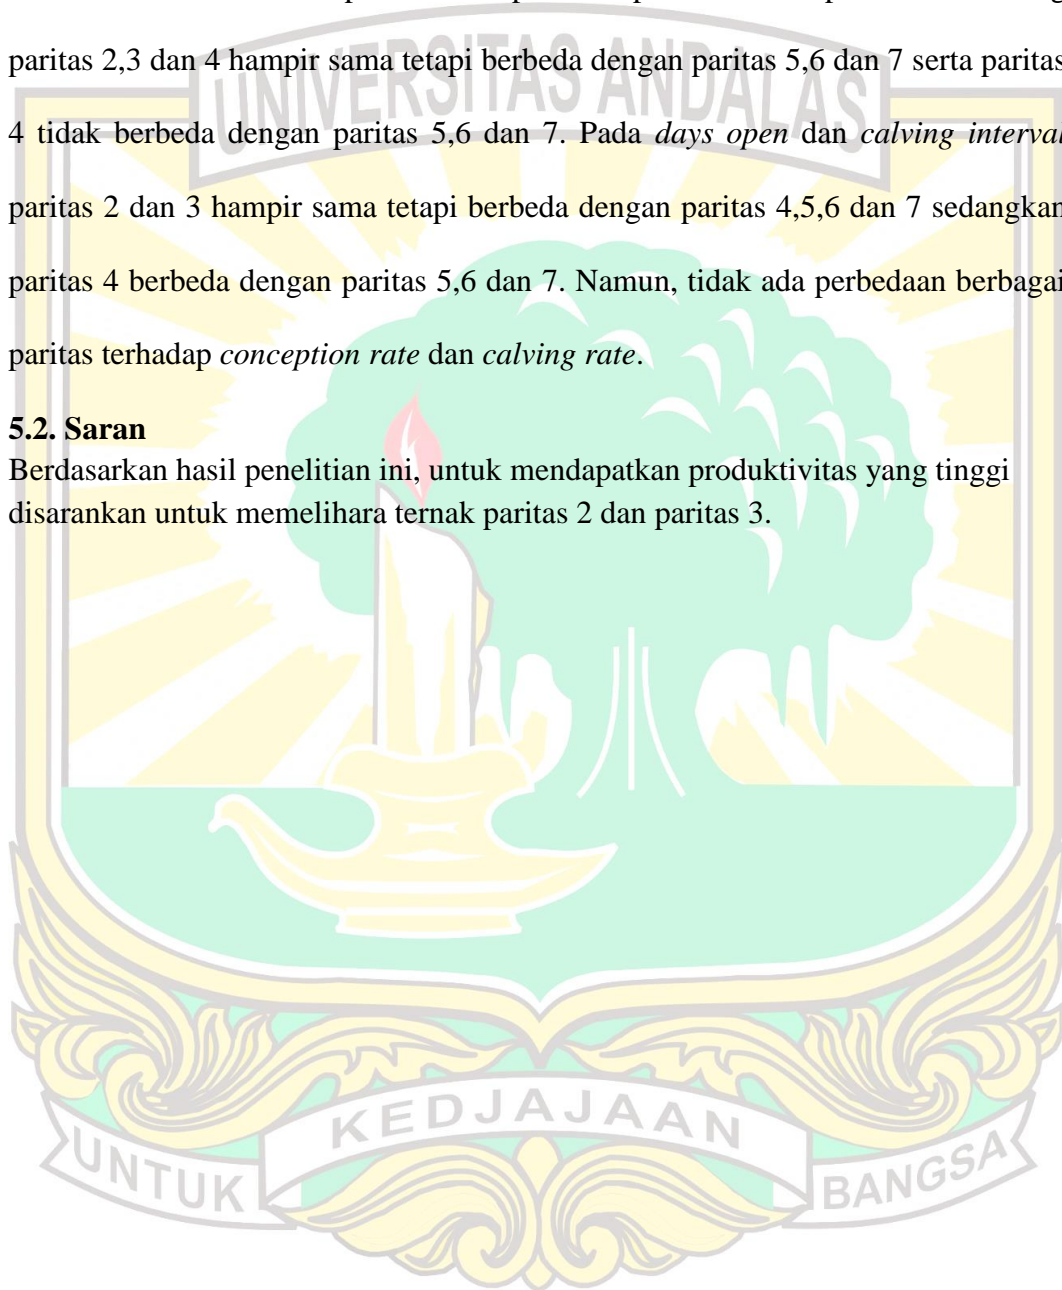 paritas 2,3 dan 4 hampir sama tetapi berbeda dengan paritas 5,6 dan 7 serta paritas
4 tidak berbeda dengan paritas 5,6 dan 7. Pada days open dan calving interval
paritas 2 dan 3 hampir sama tetapi berbeda dengan paritas 4,5,6 dan 7 sedangkan
paritas 4 berbeda dengan paritas 5,6 dan 7. Namun, tidak ada perbedaan berbagai
paritas terhadap conception rate dan calving rate.
5.2. Saran
Berdasarkan hasil penelitian ini, untuk mendapatkan produktivitas yang tinggi
disarankan untuk memelihara ternak paritas 2 dan paritas 3.
UNIVERSITAS ANDALAS
UNTUK KEDJAJAAN BANGSA